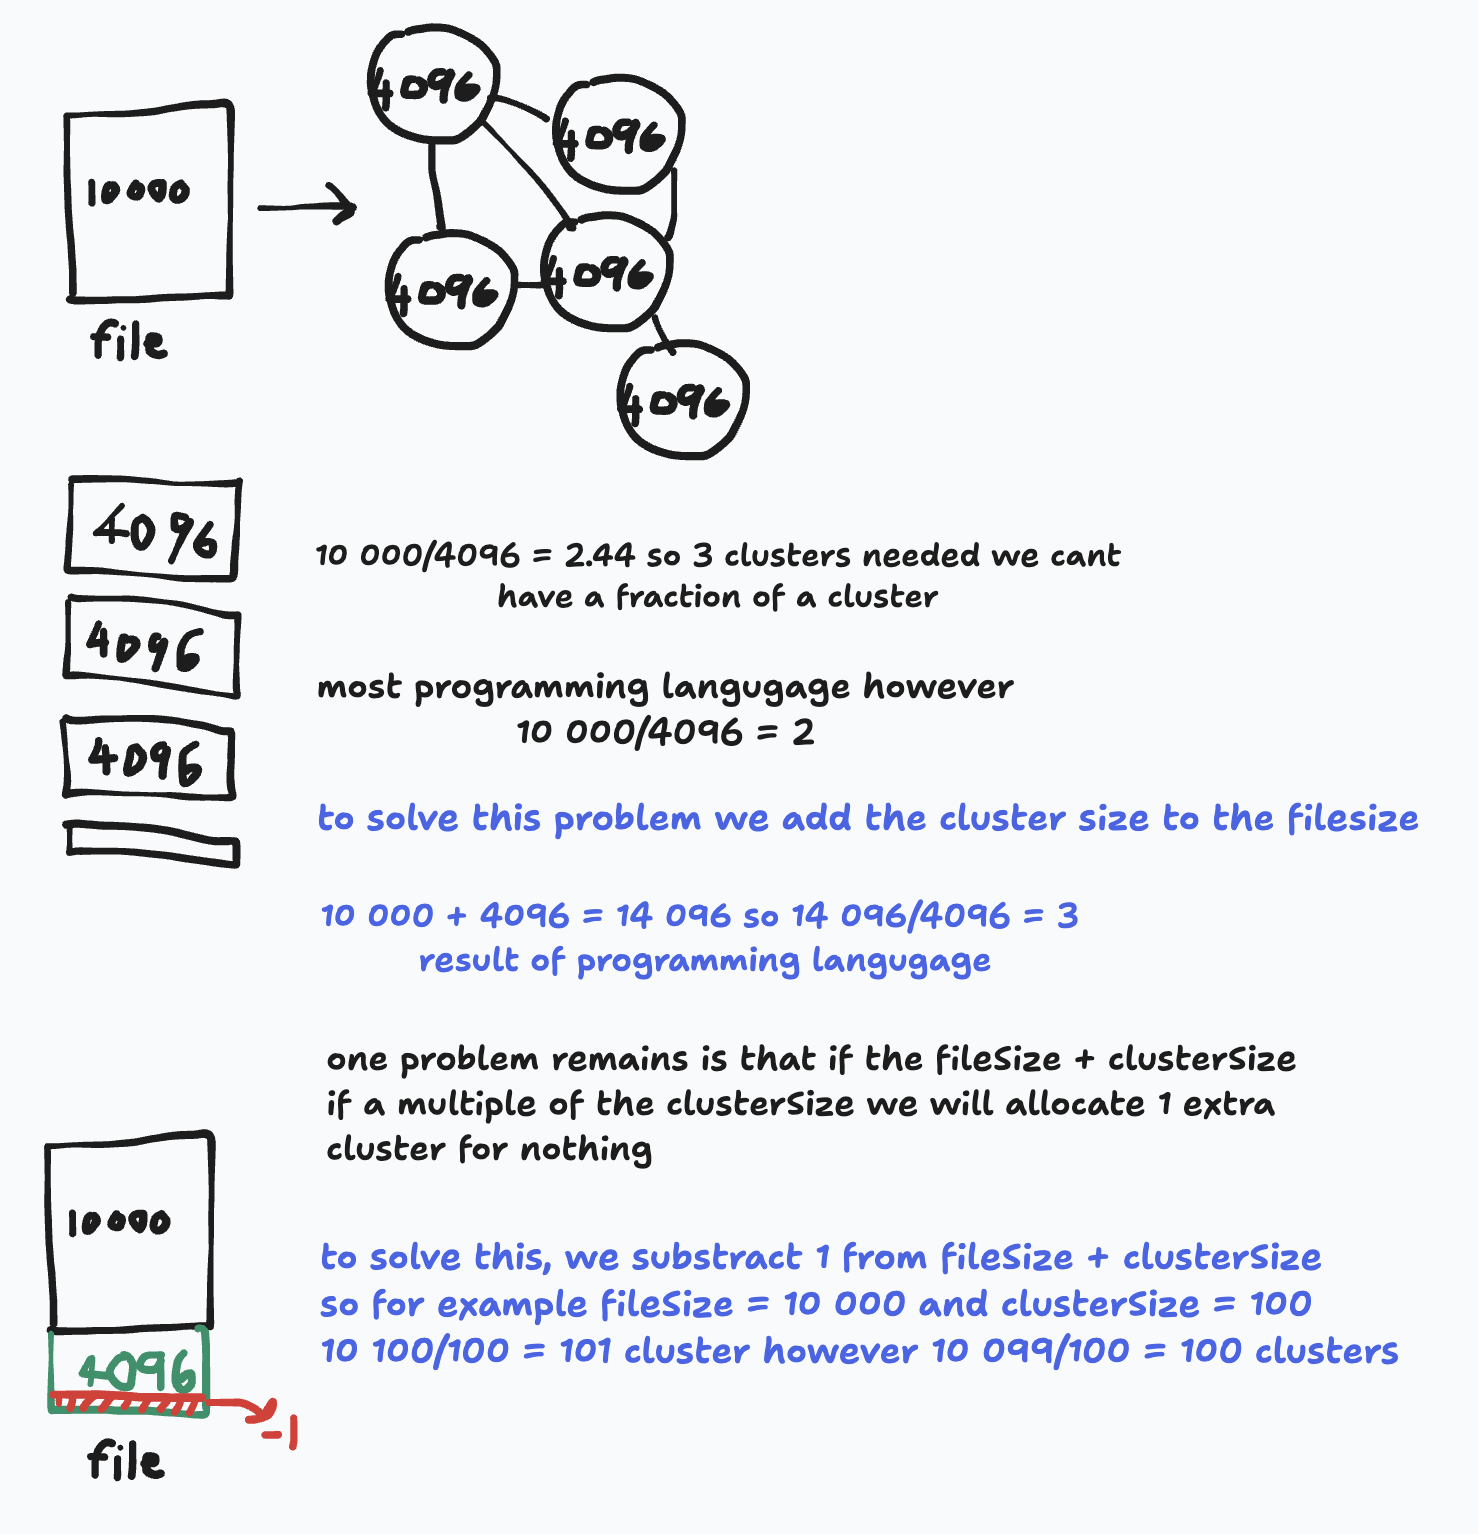 4096
4096
10000
4096
4096
file
4096
4096
10 000/4096 = 2.44 so 3 clusters needed we cant
have a fraction of a cluster
4096
most programming langugage however
10 000/4096 = 2
4096
to solve this problem we add the cluster size to the filesize
10 000 + 4096 = 14 096 so 14 096/4096 = 3
result of programming langugage
one problem remains is that if the fileSize + clusterSize
if a multiple of the clusterSize we will allocate 1 extra
cluster for nothing
10000
to solve this, we substract 1 from fileSize + clusterSize
so for example fileSize = 10 000 and clusterSize = 100
10 100/100 = 101 cluster however 10 099/100 = 100 clusters
4096
-1
file